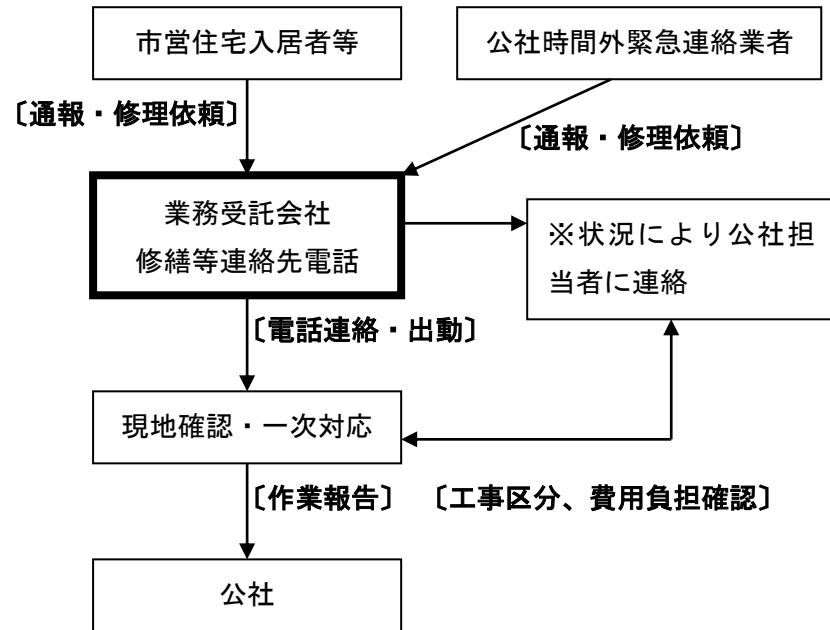 市営住宅入居者等
公社時間外緊急連絡業者
〔通報・修理依頼〕
〔通報・修理依頼〕
業務受託会社
修繕等連絡先電話
※状況により公社担
当者に連絡
〔電話連絡・出動〕
現地確認・一次対応
〔作業報告〕 〔工事区分、費用負担確認〕
公社